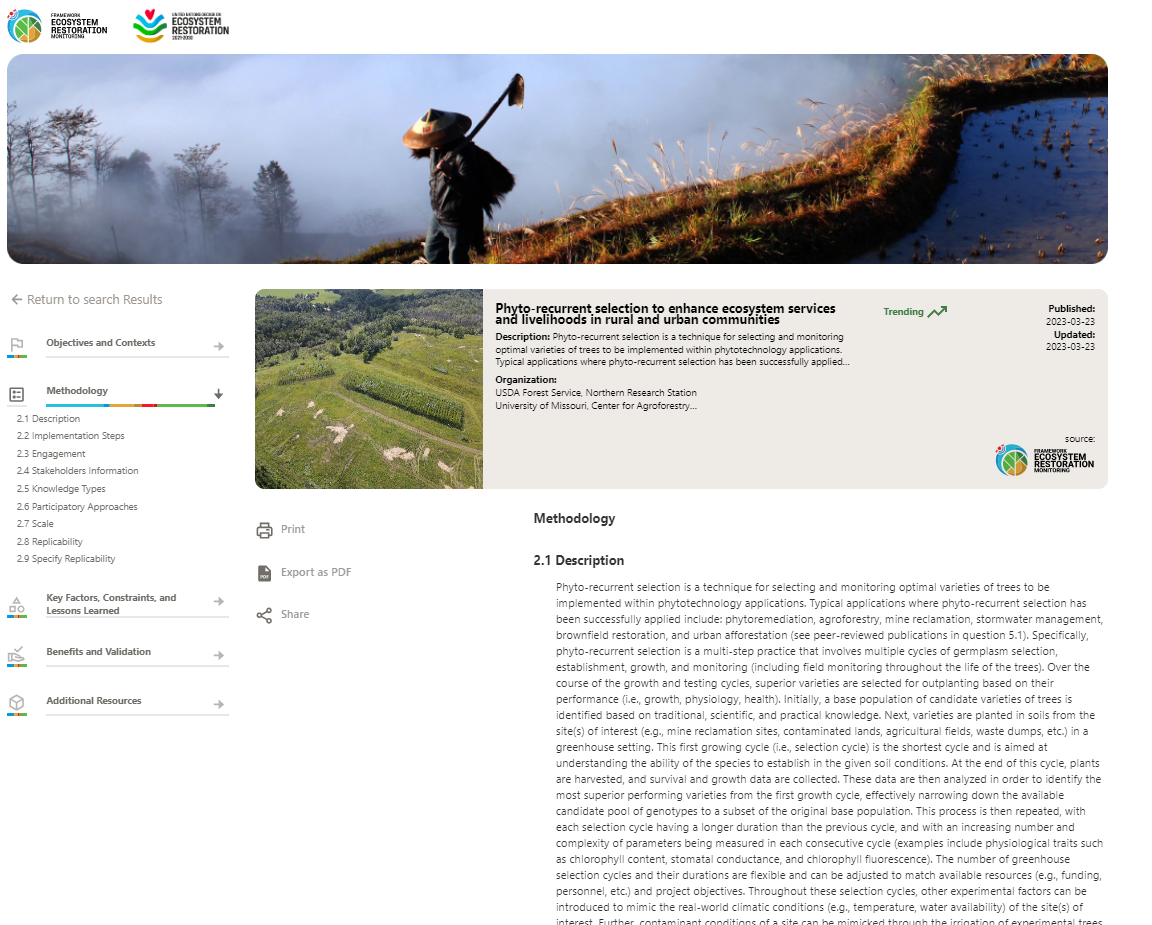 FRAMEWORK
ECOSYSTEM
RESTORATION
MONITORING
UNITED NATIONS DECADE ON
ECOSYSTEM
RESTORATION
2021-2030
Return to search Results
Objectives and Contexts
Methodology
2.1 Description
2.2 Implementation Steps
2.3 Engagement
2.4 Stakeholders Information
2.5 Knowledge Types
2.6 Participatory Approaches
2.7 Scale
2.8 Replicability
2.9 Specify Replicability
Key Factors, Constraints, and
Lessons Learned
Benefits and Validation
Additional Resources
Phyto-recurrent selection to enhance ecosystem services
and livelihoods in rural and urban communities
Description: Phyto-recurrent selection is a technique for selecting and monitoring
optimal varieties of trees to be implemented within phytotechnology applications.
Typical applications where phyto-recurrent selection has been successfully applied...
Organization:
USDA Forest Service, Northern Research Station
University of Missouri, Center for Agroforestry...
Trending
Published:
2023-03-23
Updated:
2023-03-23
source:
FRAMEWORK
ECOSYSTEM
RESTORATION
MONITORING
Print
PDF
Export as PDF
Share
Methodology
2.1 Description
Phyto-recurrent selection is a technique for selecting and monitoring optimal varieties of trees to be
implemented within phytotechnology applications. Typical applications where phyto-recurrent selection has
been successfully applied include: phytoremediation, agroforestry, mine reclamation, stormwater management,
brownfield restoration, and urban afforestation (see peer-reviewed publications in question 5.1). Specifically,
phyto-recurrent selection is a multi-step practice that involves multiple cycles of germplasm selection,
establishment, growth, and monitoring (including field monitoring throughout the life of the trees). Over the
course of the growth and testing cycles, superior varieties are selected for outplanting based on their
performance (i.e., growth, physiology, health). Initially, a base population of candidate varieties of trees is
identified based on traditional, scientific, and practical knowledge. Next, varieties are planted in soils from the
site(s) of interest (e.g., mine reclamation sites, contaminated lands, agricultural fields, waste dumps, etc.) in a
greenhouse setting. This first growing cycle (i.e., selection cycle) is the shortest cycle and is aimed at
understanding the ability of the species to establish in the given soil conditions. At the end of this cycle, plants
are harvested, and survival and growth data are collected. These data are then analyzed in order to identify the
most superior performing varieties from the first growth cycle, effectively narrowing down the available
candidate pool of genotypes to a subset of the original base population. This process is then repeated, with
each selection cycle having a longer duration than the previous cycle, and with an increasing number and
complexity of parameters being measured in each consecutive cycle (examples include physiological traits such
as chlorophyll content, stomatal conductance, and chlorophyll fluorescence). The number of greenhouse
selection cycles and their durations are flexible and can be adjusted to match available resources (e.g., funding,
personnel, etc.) and project objectives. Throughout these selection cycles, other experimental factors can be
introduced to mimic the real-world climatic conditions (e.g., temperature, water availability) of the site(s) of
interest. Further, contaminant conditions of a site can be mimicked through the irrigation of experimental trees